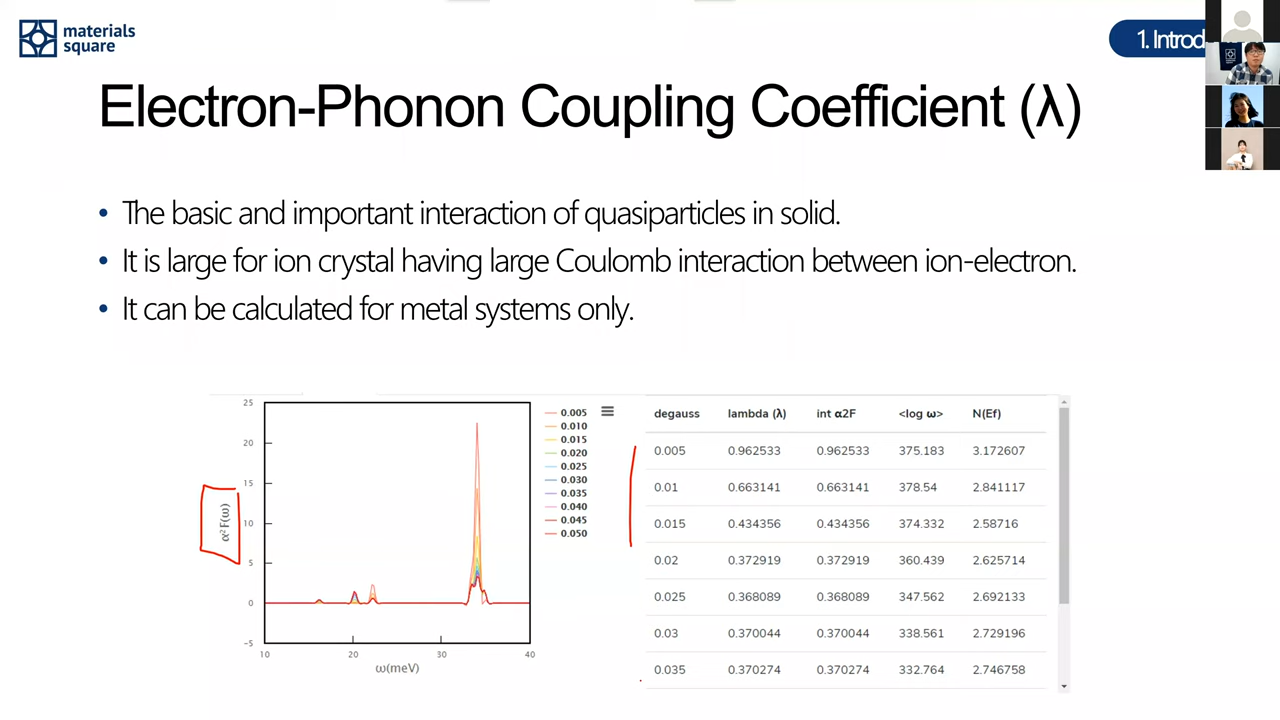 materials
square
1. Introd
Electron-Phonon Coupling Coefficient (λ)
• The basic and important interaction of quasiparticles in solid.
• It is large for ion crystal having large Coulomb interaction between ion-electron.
• It can be calculated for metal systems only.
25
20
15
10
5
0
-5
α²F(ω)
10 20 30 40
ω(meV)
0.005
0.010
0.015
0.020
0.025
0.030
0.035
0.040
0.045
0.050
degauss lambda (λ) int α2F <log ω> N(Ef)
0.005 0.962533 0.962533 375.183 3.172607
0.01 0.663141 0.663141 378.54 2.841117
0.015 0.434356 0.434356 374.332 2.58716
0.02 0.372919 0.372919 360.439 2.625714
0.025 0.368089 0.368089 347.562 2.692133
0.03 0.370044 0.370044 338.561 2.729196
0.035 0.370274 0.370274 332.764 2.746758